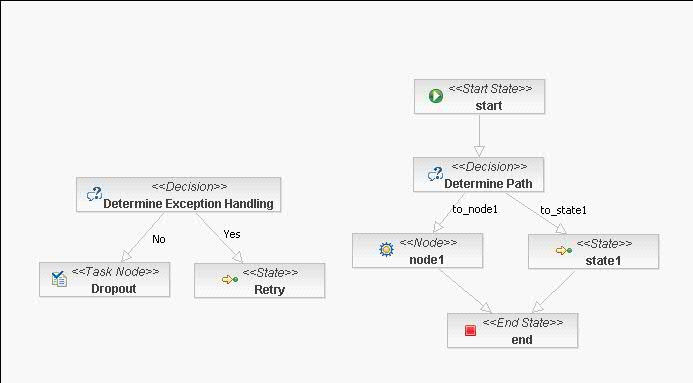 <<Start State>>
start
<<Decision>>
Determine Path
to_node1
to_state1
<<Node>>
node1
<<State>>
state1
<<End State>>
end
<<Decision>>
Determine Exception Handling
No
Yes
<<Task Node>>
Dropout
<<State>>
Retry